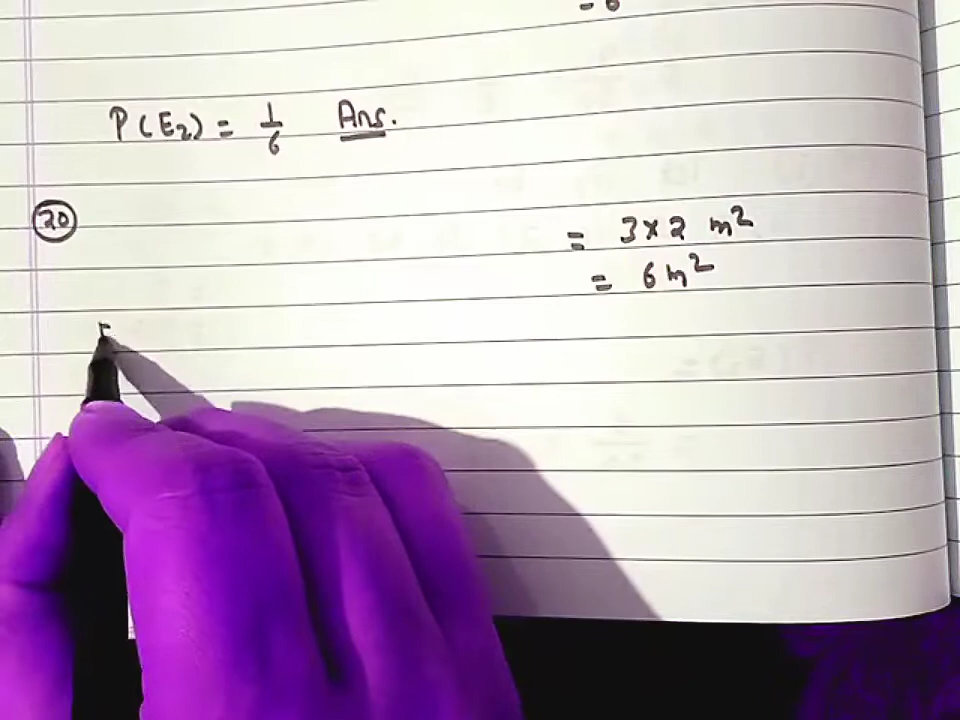 P(E₂) = 1/6 Ans.
20
= 3 × 2 m²
= 6 m²